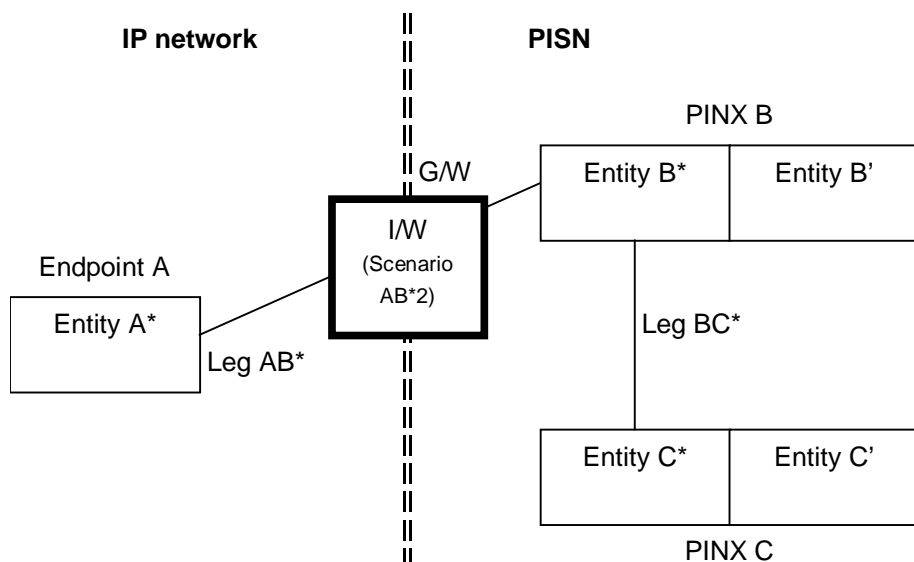 IP network
PISN
PINX B
G/W
Entity B*
Entity B’
I/W
(Scenario
AB*2)
Endpoint A
Entity A*
Leg AB*
Leg BC*
Entity C*
Entity C’
PINX C